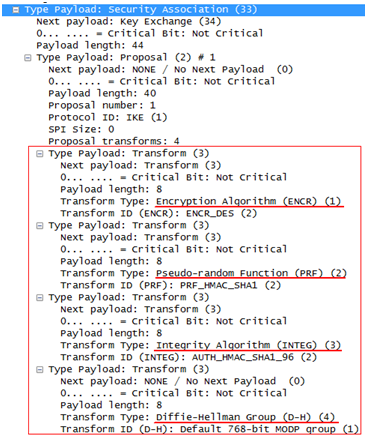 Type Payload: Security Association (33)
Next payload: Key Exchange (34)
0... .... = Critical Bit: Not Critical
Payload length: 44
Type Payload: Proposal (2) # 1
Next payload: NONE / No Next Payload  (0)
0... .... = Critical Bit: Not Critical
Payload length: 40
Proposal number: 1
Protocol ID: IKE (1)
SPI Size: 0
Proposal transforms: 4
Type Payload: Transform (3)
Next payload: Transform (3)
0... .... = Critical Bit: Not Critical
Payload length: 8
Transform Type: Encryption Algorithm (ENCR) (1)
Transform ID (ENCR): ENCR_DES (2)
Type Payload: Transform (3)
Next payload: Transform (3)
0... .... = Critical Bit: Not Critical
Payload length: 8
Transform Type: Pseudo-random Function (PRF) (2)
Transform ID (PRF): PRF_HMAC_SHA1 (2)
Type Payload: Transform (3)
Next payload: Transform (3)
0... .... = Critical Bit: Not Critical
Payload length: 8
Transform Type: Integrity Algorithm (INTEG) (3)
Transform ID (INTEG): AUTH_HMAC_SHA1_96 (2)
Type Payload: Transform (3)
Next payload: NONE / No Next Payload  (0)
0... .... = Critical Bit: Not Critical
Payload length: 8
Transform Type: Diffie-Hellman Group (D-H) (4)
Transform ID (D-H): Default 768-bit MODP group (1)